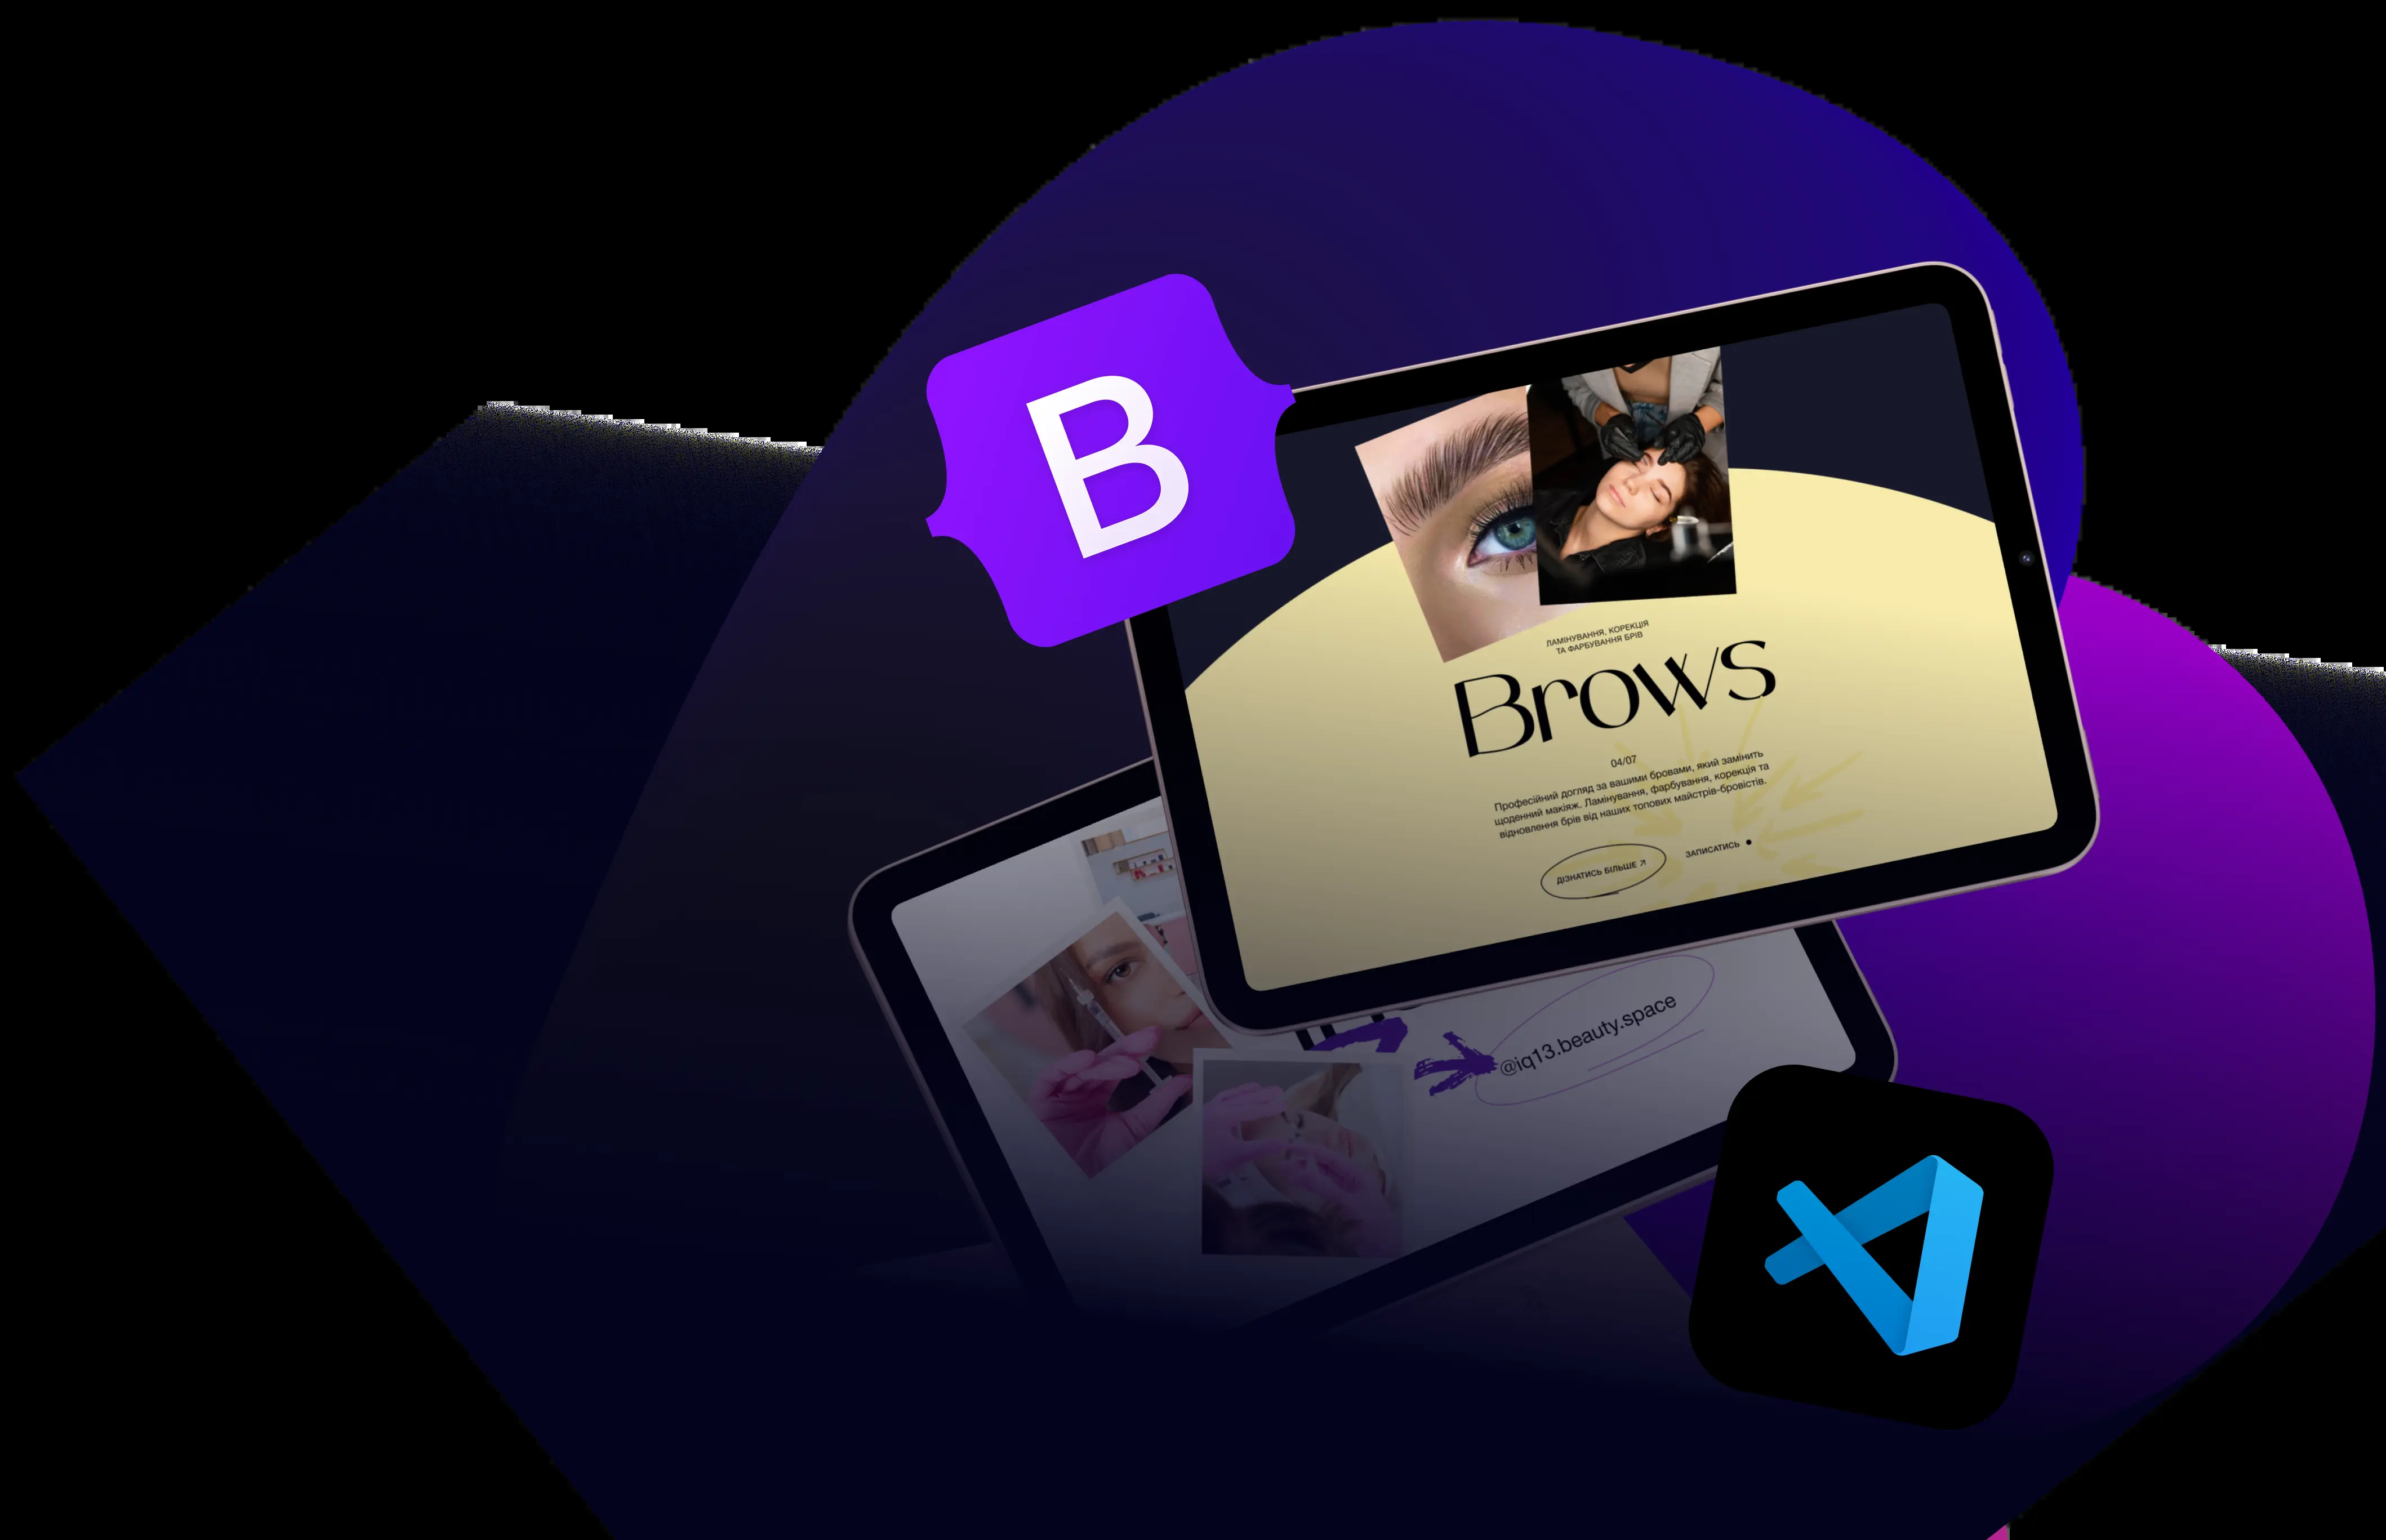 B
ЛАМІНУВАННЯ, КОРЕКЦІЯ
ТА ФАРБУВАННЯ БРІВ
Brows
04/07
Професійний догляд за вашими бровами, який замінить
щоденний макіяж. Ламінування, фарбування, корекція та
відновлення брів від наших топових майстрів-бровістів.
ДІЗНАТИСЬ БІЛЬШЕ ↗
ЗАПИСАТИСЬ
@iq13.beauty.space